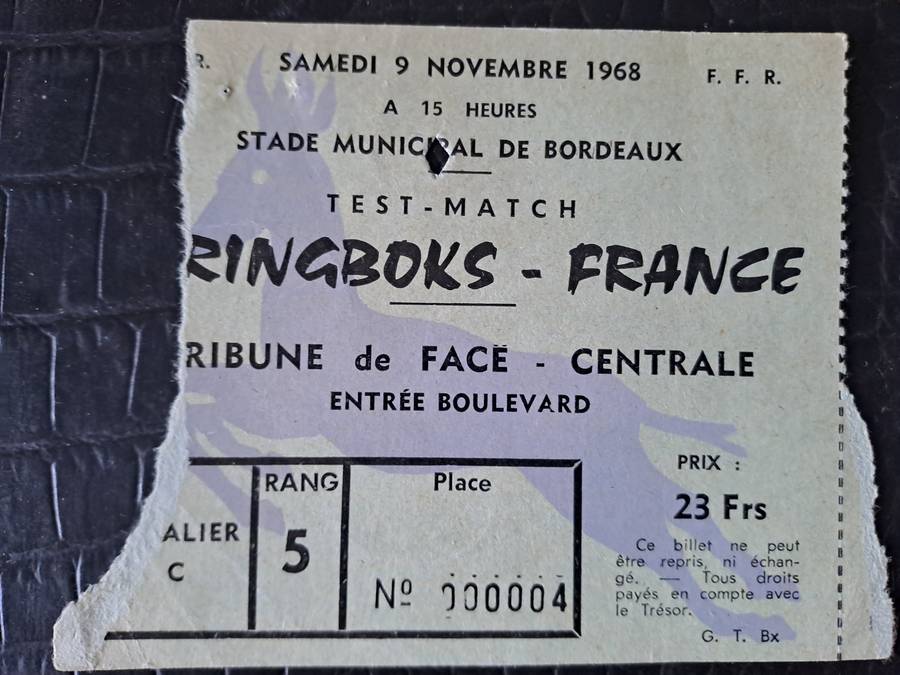 R. SAMEDI 9 NOVEMBRE 1968 F. F. R.
A 15 HEURES
STADE MUNICIPAL DE BORDEAUX
TEST-MATCH
RINGBOKS - FRANCE
RIBUNE de FACE - CENTRALE
ENTRÉE BOULEVARD
ALIER
C
RANG
5
Place
Nº 000004
PRIX :
23 Frs
Ce billet ne peut
être repris, ni échan-
gé. — Tous droits
payés en compte avec
le Trésor.
G. T. Bx